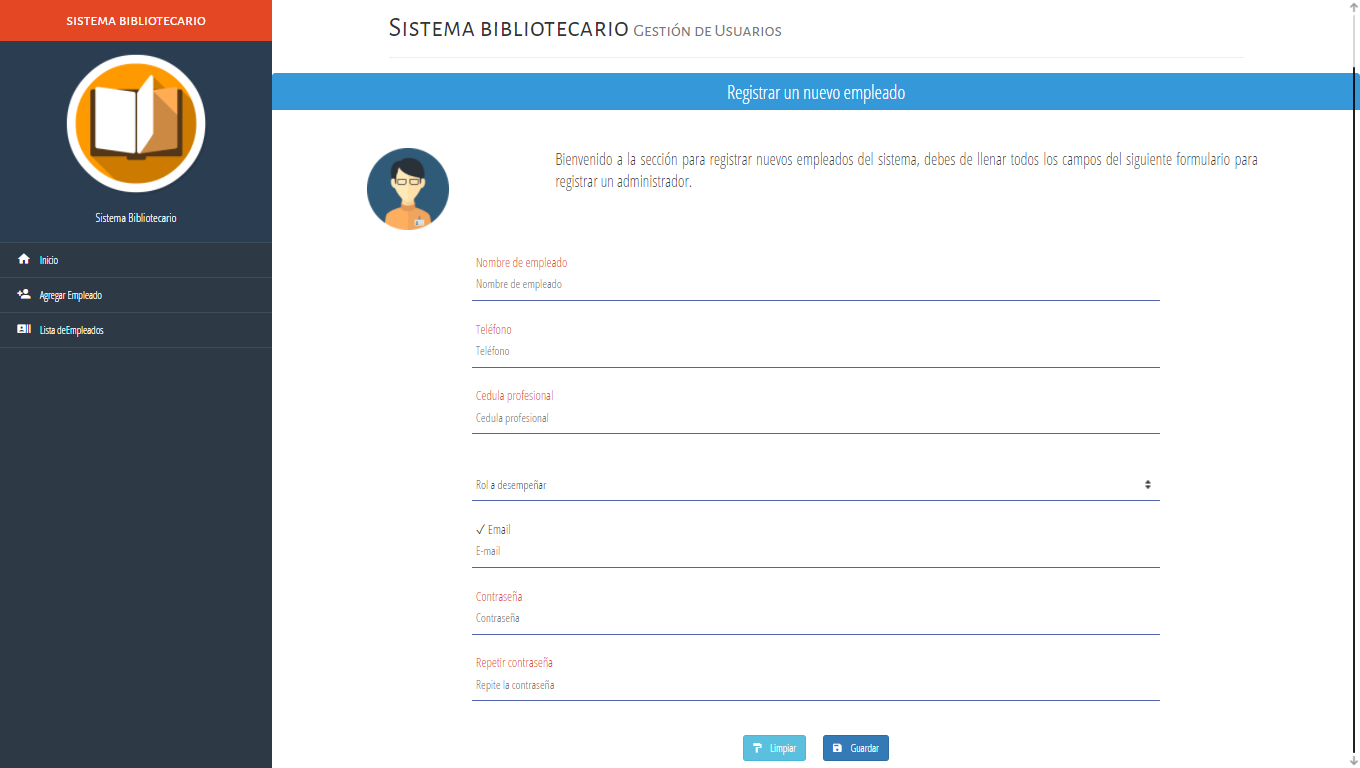 SISTEMA BIBLIOTECARIO
Sistema Bibliotecario
Inicio
Agregar Empleado
Lista deEmpleados
SISTEMA BIBLIOTECARIO GESTIÓN DE USUARIOS
Registrar un nuevo empleado
Bienvenido a la sección para registrar nuevos empleados del sistema, debes de llenar todos los campos del siguiente formulario para
registrar un administrador.
Nombre de empleado
Nombre de empleado
Teléfono
Teléfono
Cedula profesional
Cedula profesional
Rol a desempeñar
✓ Email
E-mail
Contraseña
Contraseña
Repetir contraseña
Repite la contraseña
Limpiar
Guardar